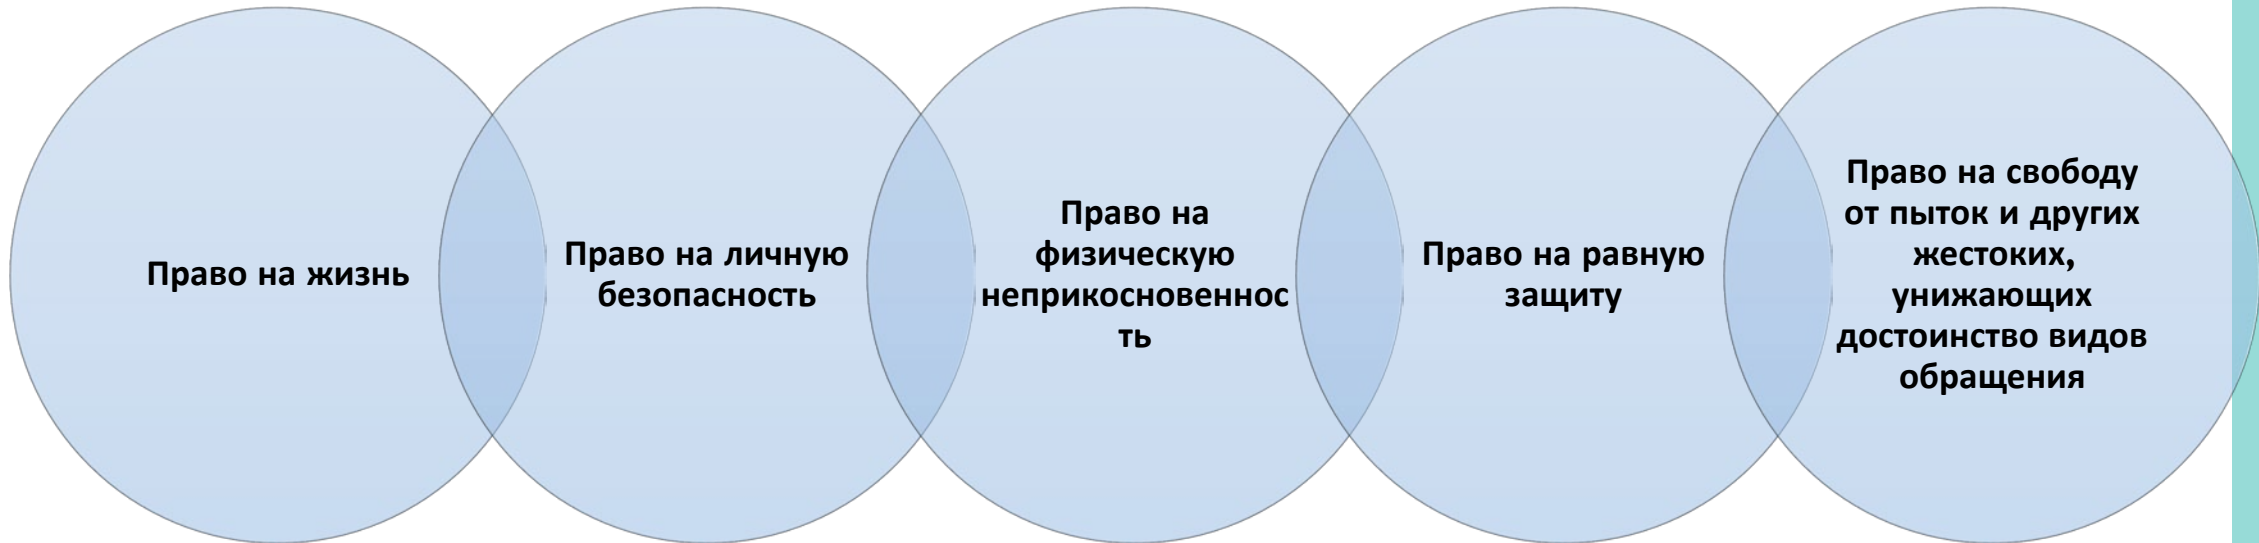 Право на жизнь
Право на личную
безопасность
Право на
физическую
неприкосновеннос
ть
Право на равную
защиту
Право на свободу
от пыток и других
жестоких,
унижающих
достоинство видов
обращения